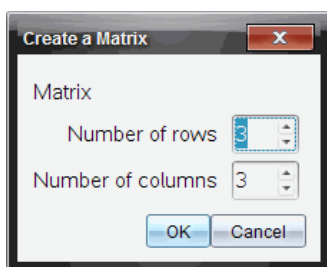 Create a Matrix
Matrix
Number of rows 3
Number of columns 3
OK Cancel